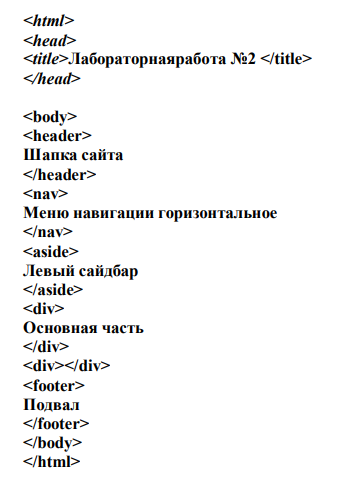 <html>
<head>
<title>Лабораторнаяработа №2 </title>
</head>
<body>
<header>
Шапка сайта
</header>
<nav>
Меню навигации горизонтальное
</nav>
<aside>
Левый сайдбар
</aside>
<div>
Основная часть
</div>
<div></div>
<footer>
Подвал
</footer>
</body>
</html>